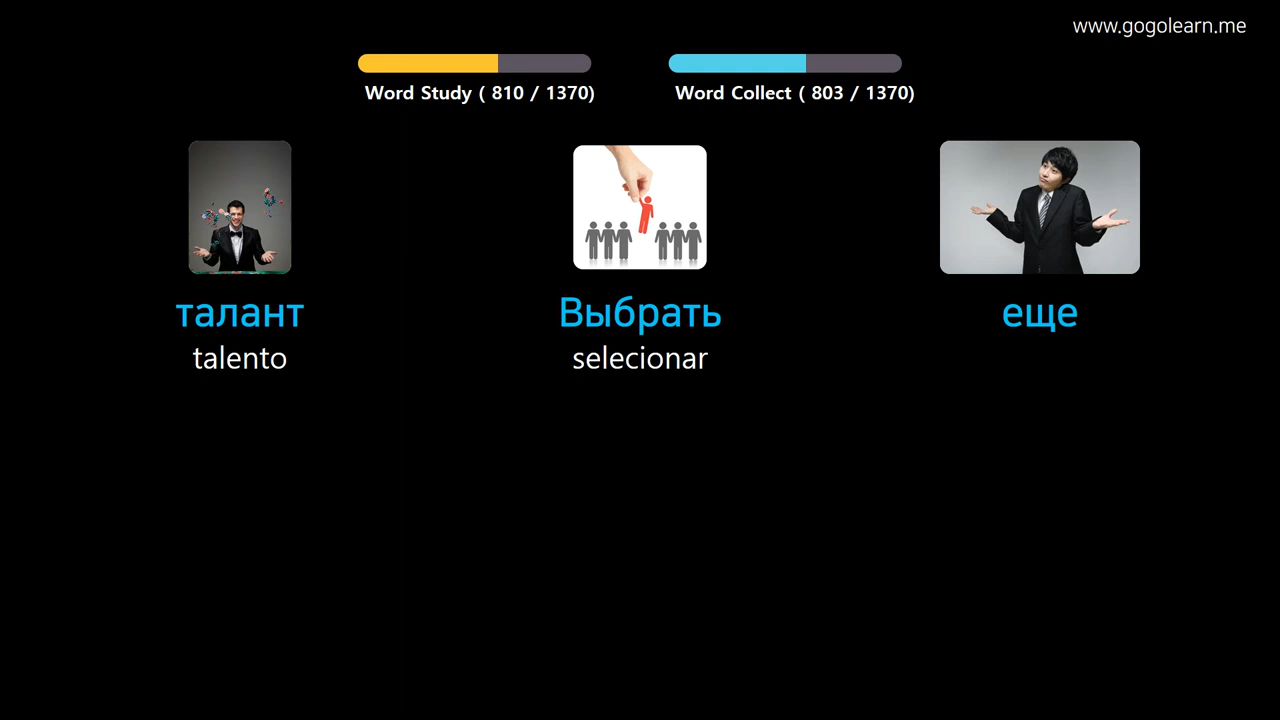 www.gogolearn.me
Word Study ( 810 / 1370)
Word Collect ( 803 / 1370)
талант
Выбрать
еще
talento
selecionar